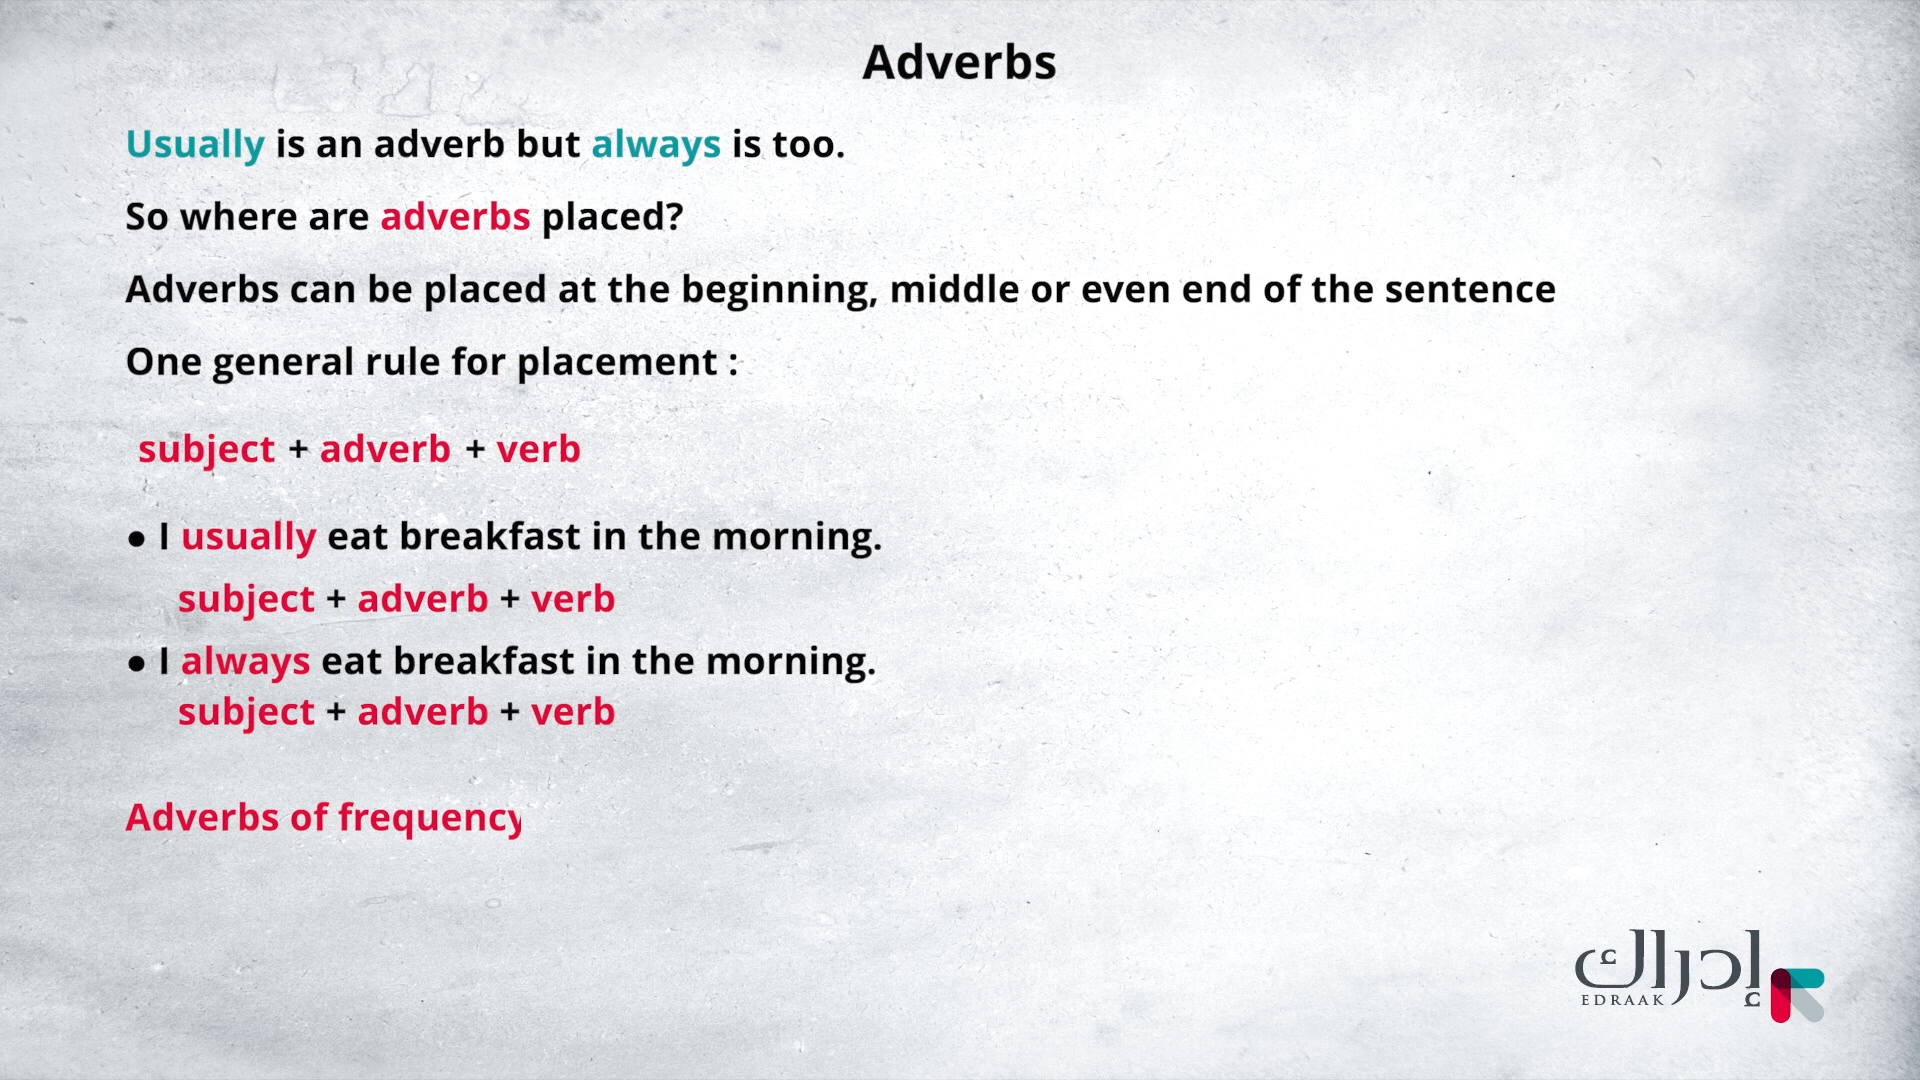 Adverbs
Usually is an adverb but always is too.
So where are adverbs placed?
Adverbs can be placed at the beginning, middle or even end of the sentence
One general rule for placement :
subject + adverb + verb
● I usually eat breakfast in the morning.
subject + adverb + verb
● I always eat breakfast in the morning.
subject + adverb + verb
Adverbs of frequency
إدراك
EDRAAK